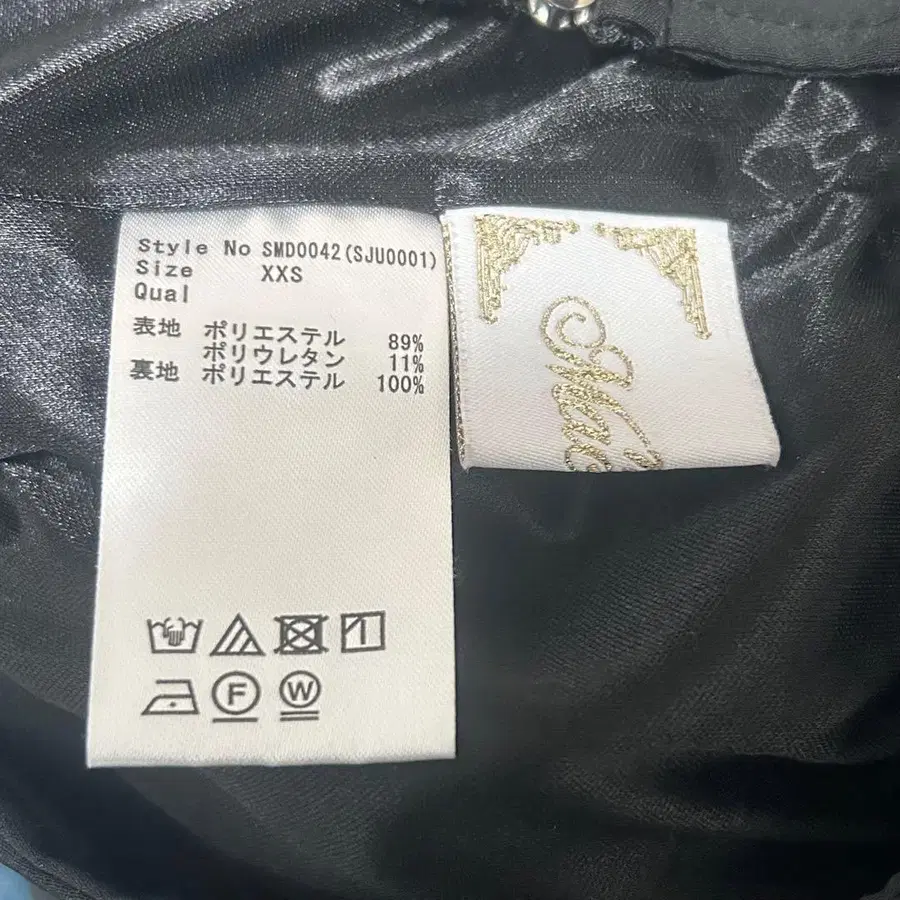 Style No SMD0042(SJU0001)
Size XXS
Qual
表地 ポリエステル 89%
ポリウレタン 11%
裏地 ポリエステル 100%
F
W